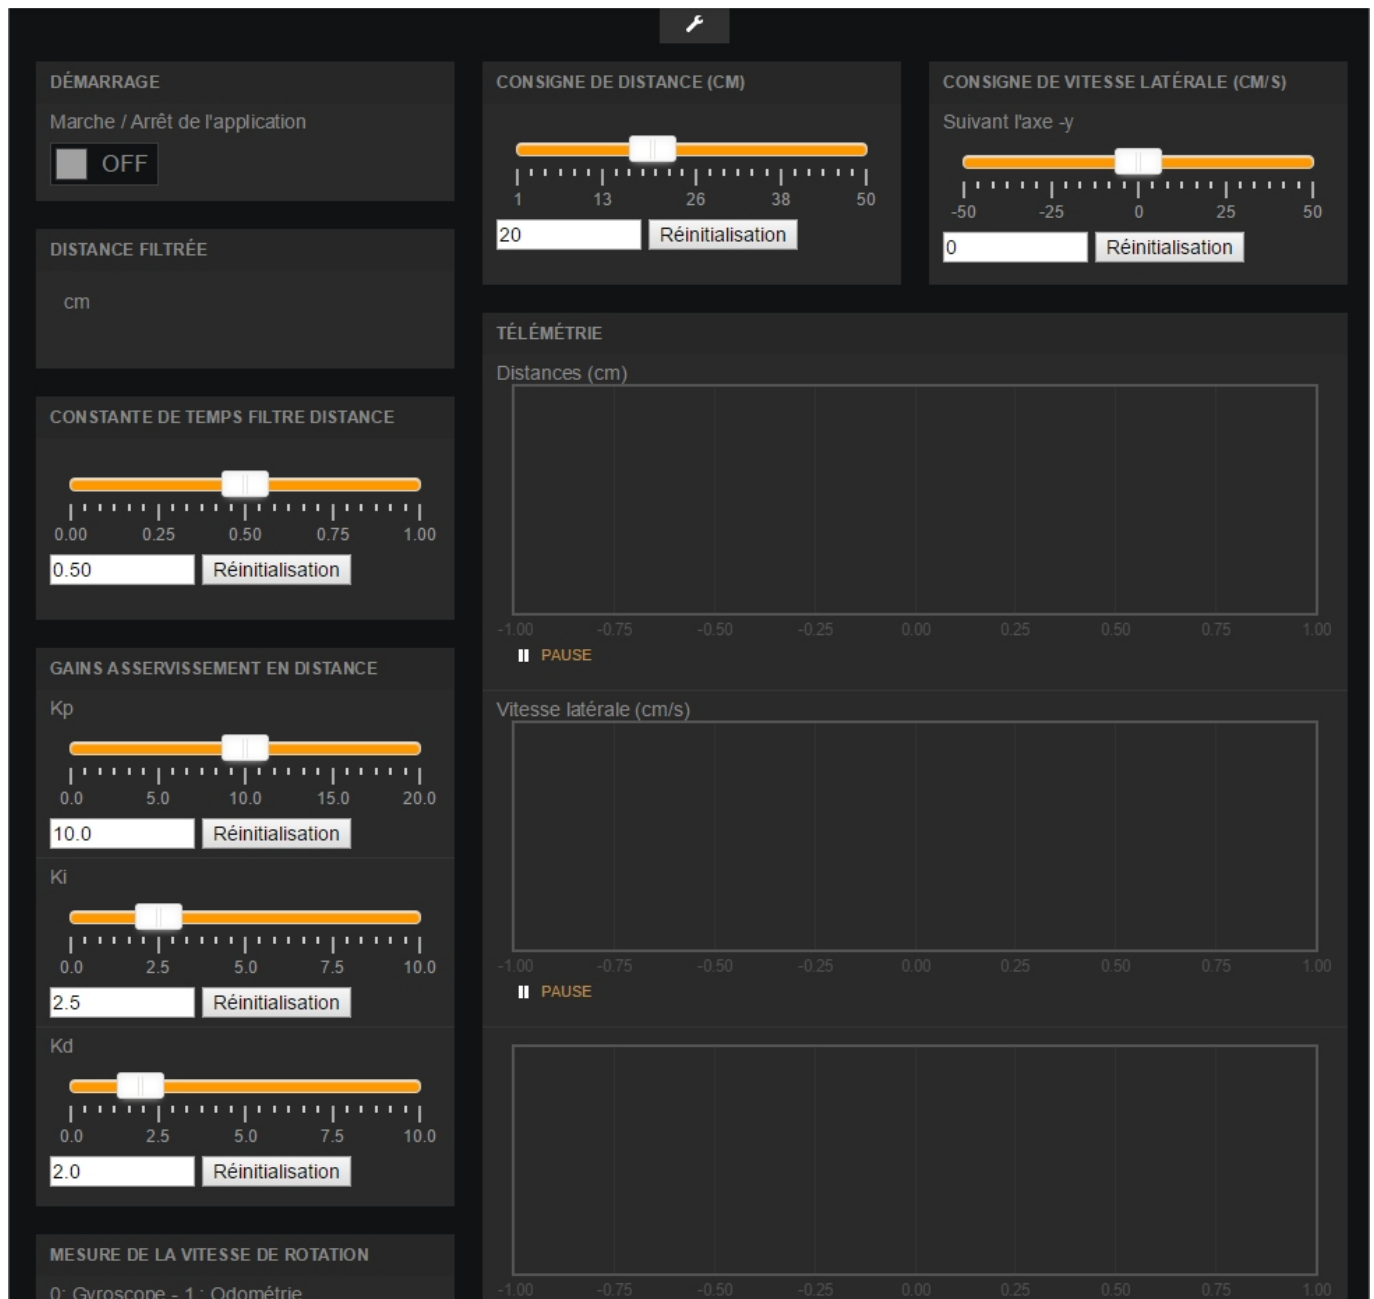 DÉMARRAGE
Marche / Arrêt de l'application
OFF
DISTANCE FILTRÉE
cm
CONSTANTE DE TEMPS FILTRE DISTANCE
0.00 0.25 0.50 0.75 1.00
0.50 Réinitialisation
GAINS ASSERVISSEMENT EN DISTANCE
Kp
0.0 5.0 10.0 15.0 20.0
10.0 Réinitialisation
Ki
0.0 2.5 5.0 7.5 10.0
2.5 Réinitialisation
Kd
0.0 2.5 5.0 7.5 10.0
2.0 Réinitialisation
MESURE DE LA VITESSE DE ROTATION
0: Gyroscope - 1 : Odométrie
CONSIGNE DE DISTANCE (CM)
1 13 26 38 50
20 Réinitialisation
CONSIGNE DE VITESSE LATÉRALE (CM/S)
Suivant l'axe -y
-50 -25 0 25 50
0 Réinitialisation
TÉLÉMÉTRIE
Distances (cm)
-1.00 -0.75 -0.50 -0.25 0.00 0.25 0.50 0.75 1.00
PAUSE
Vitesse latérale (cm/s)
-1.00 -0.75 -0.50 -0.25 0.00 0.25 0.50 0.75 1.00
PAUSE
-1.00 -0.75 -0.50 -0.25 0.00 0.25 0.50 0.75 1.00